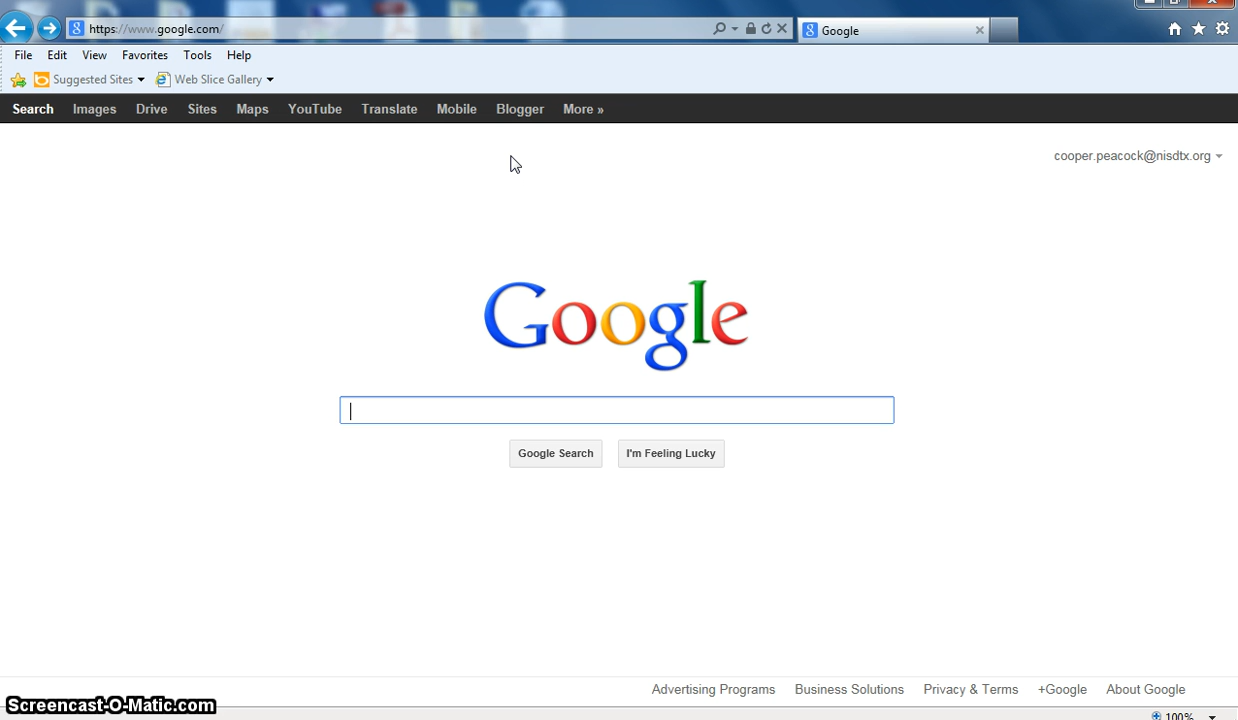 https://www.google.com/
Google
File Edit View Favorites Tools Help
Suggested Sites Web Slice Gallery
Search Images Drive Sites Maps YouTube Translate Mobile Blogger More »
cooper.peacock@nisdtx.org
Google
Google Search I'm Feeling Lucky
Advertising Programs Business Solutions Privacy & Terms +Google About Google
Screencast-O-Matic.com
100%